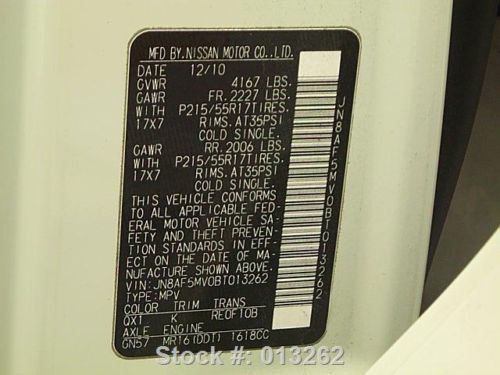 MFD BY.NISSAN MOTOR CO.,LTD.
DATE 12/10
GVWR 4167 LBS.
GAWR FR. 2227 LBS.
WITH P215/55R17TIRES.
17X7 RIMS. AT35PSI
COLD SINGLE.
GAWR RR. 2006 LBS.
WITH P215/55R17TIRES.
17X7 RIMS. AT35PSI
COLD SINGLE.
THIS VEHICLE CONFORMS
TO ALL APPLICABLE FED-
ERAL MOTOR VEHICLE SA-
FETY AND THEFT PREVEN-
TION STANDARDS IN EFF-
ECT ON THE DATE OF MA-
NUFACTURE SHOWN ABOVE.
VIN: JN8AF5MV0BT013262
TYPE: MPV
COLOR TRIM TRANS
QX1 K RE0F10B
AXLE ENGINE
GN57 MR16(DDT) 1618CC
JN8AF5MV0BT013262
Stock #: 013262